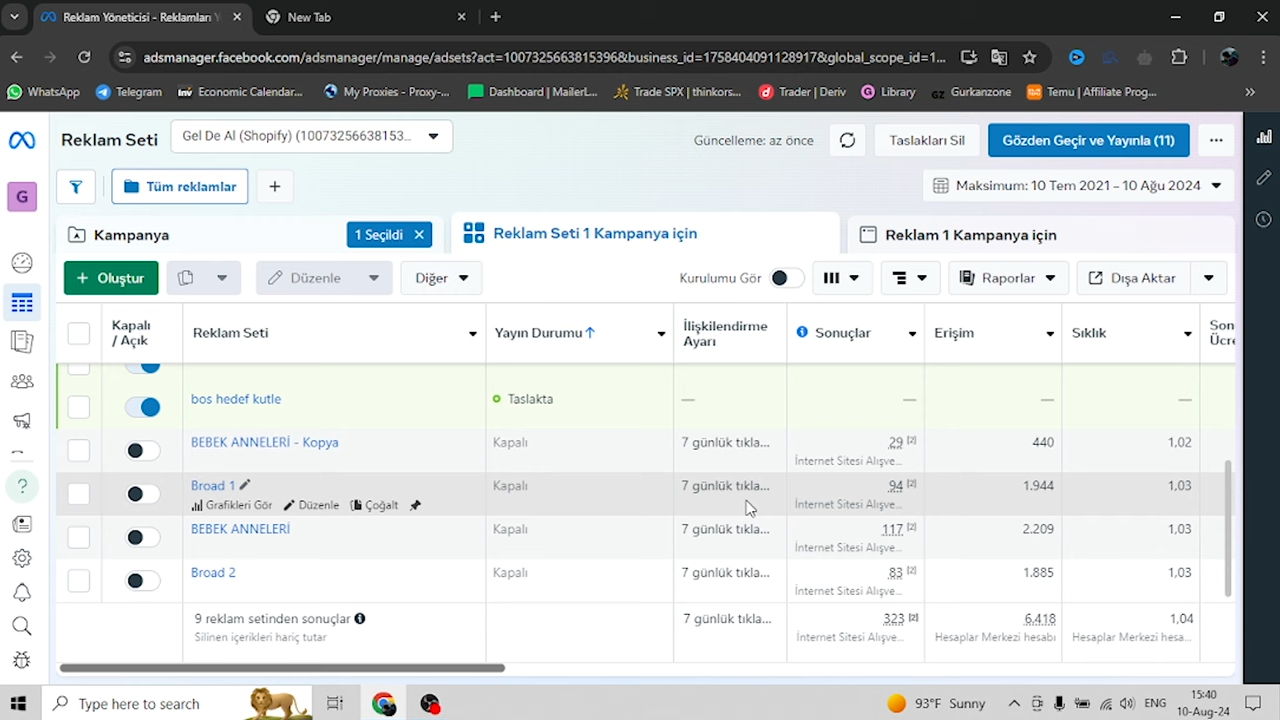 Reklam Yöneticisi - Reklamları Y
New Tab
adsmanager.facebook.com/adsmanager/manage/adsets?act=1007325663815396&business_id=1758404091128917&global_scope_id=1...
WhatsApp
Telegram
Economic Calendar...
My Proxies - Proxy-...
Dashboard | MailerL...
Trade SPX | thinkors...
Trader | Deriv
Library
GZ Gurkanzone
Temu | Affiliate Prog...
Reklam Seti
Gel De Al (Shopify) (10073256638153...
Güncelleme: az önce
Taslakları Sil
Gözden Geçir ve Yayınla (11)
G
Tüm reklamlar
Maksimum: 10 Tem 2021 – 10 Ağu 2024
Kampanya
1 Seçildi
Reklam Seti 1 Kampanya için
Reklam 1 Kampanya için
+ Oluştur
Düzenle
Diğer
Kurulumu Gör
Raporlar
Dışa Aktar
Kapalı / Açık
Reklam Seti
Yayın Durumu ↑
İlişkilendirme Ayarı
Sonuçlar
Erişim
Sıklık
Son
Ücre
bos hedef kutle
Taslakta
—
—
—
—
BEBEK ANNELERİ - Kopya
Kapalı
7 günlük tıkla...
29 [2]
İnternet Sitesi Alışve...
440
1,02
Broad 1
Grafikleri Gör
Düzenle
Çoğalt
Kapalı
7 günlük tıkla...
94 [2]
İnternet Sitesi Alışve...
1.944
1,03
BEBEK ANNELERİ
Kapalı
7 günlük tıkla...
117 [2]
İnternet Sitesi Alışve...
2.209
1,03
Broad 2
Kapalı
7 günlük tıkla...
83 [2]
İnternet Sitesi Alışve...
1.885
1,03
9 reklam setinden sonuçlar
Silinen içerikleri hariç tutar
7 günlük tıkla...
323 [2]
İnternet Sitesi Alışve...
6.418
Hesaplar Merkezi hesabı
1,04
Hesaplar Merkezi hesa...
Type here to search
93°F Sunny
ENG
15:40
10-Aug-24